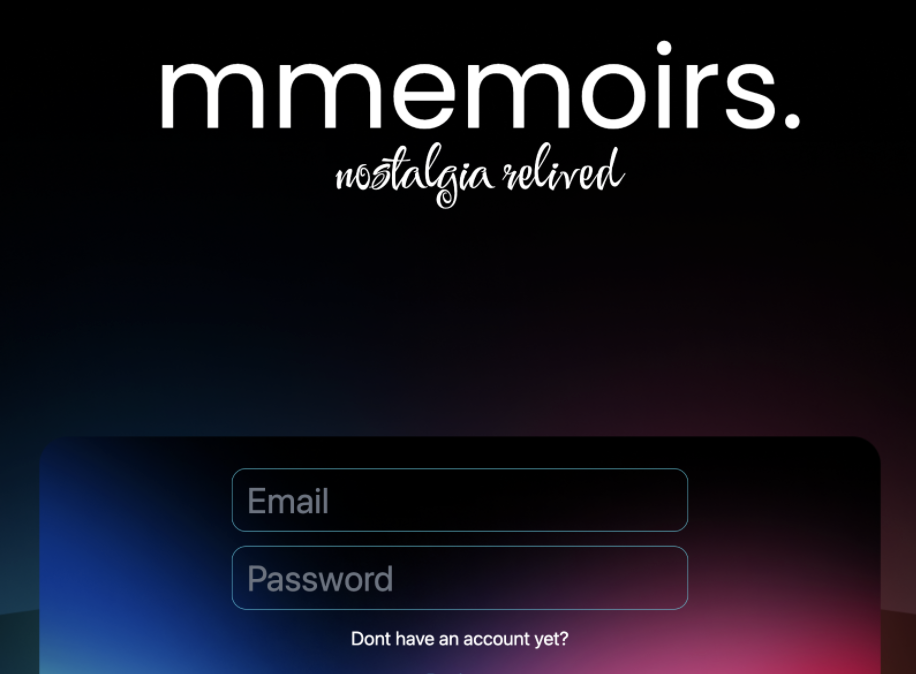 mmemoirs.
nostalgia relived
Email
Password
Dont have an account yet?